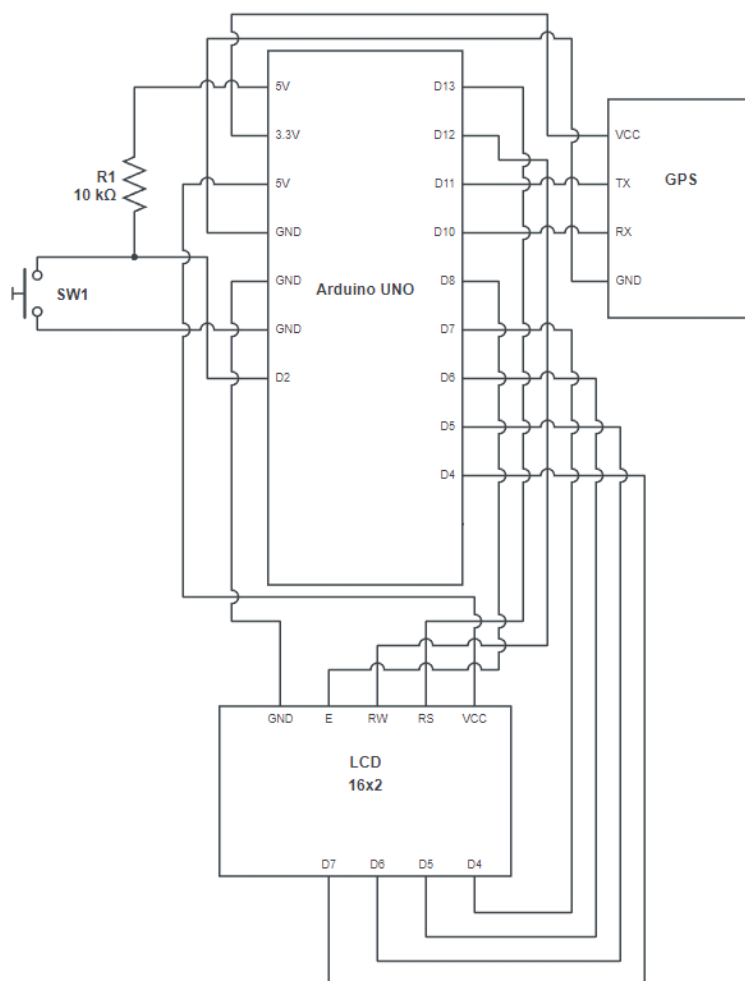 5V
D13
3.3V
D12
VCC
R1
10 kΩ
5V
D11
TX
GPS
GND
D10
RX
SW1
GND
Arduino UNO
D8
GND
GND
D7
D2
D6
D5
D4
GND
E
RW
RS
VCC
LCD
16x2
D7
D6
D5
D4